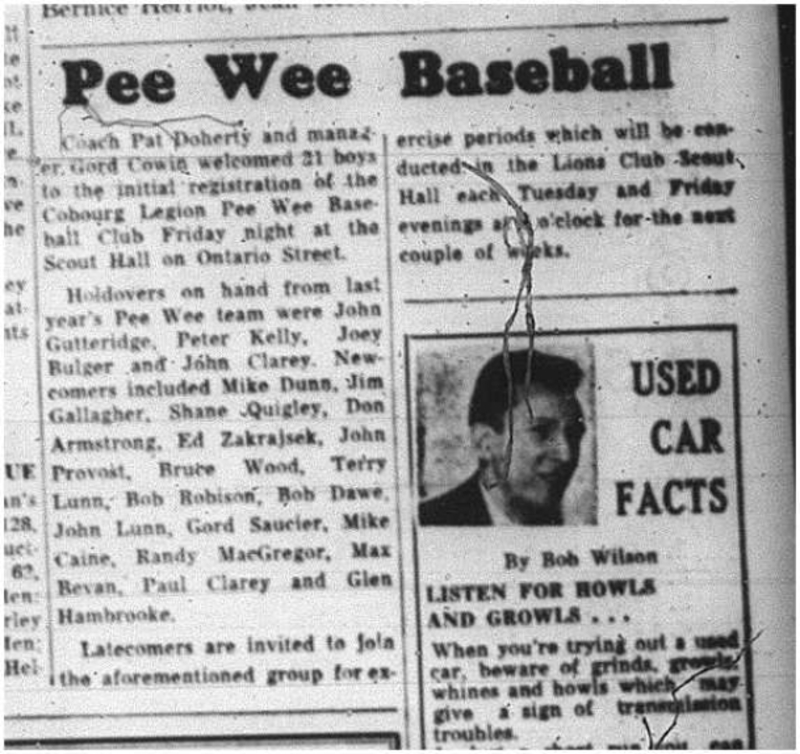 Bernice Herriot,
Pee Wee Baseball
Coach Pat Doherty and manag-
er, Gord Cowin welcomed 21 boys
to the initial registration of the
Cobourg Legion Pee Wee Base-
ball Club Friday night at the
Scout Hall on Ontario Street.
Holdovers on hand from last
year's Pee Wee team were John
Gutteridge, Peter Kelly, Joey
Bulger and John Clarey. New-
comers included Mike Dunn, Jim
Gallagher, Shane Quigley, Don
Armstrong, Ed Zakrajsek, John
Provost, Bruce Wood, Terry
Lunn, Bob Robison, Bob Dawe,
John Lunn, Gord Saucier, Mike
Caine, Randy MacGregor, Max
Bevan, Paul Clarey and Glen
Hambrooke.
Latecomers are invited to join
the aforementioned group for ex-
ercise periods which will be con-
ducted in the Lions Club Scout
Hall each Tuesday and Friday
evenings o'clock for the next
couple of weeks.
USED
CAR
FACTS
By Bob Wilson
LISTEN FOR HOWLS
AND GROWLS . . .
When you're trying out a used
car, beware of grinds, growls,
whines and howls which may
give a sign of transmission
troubles.